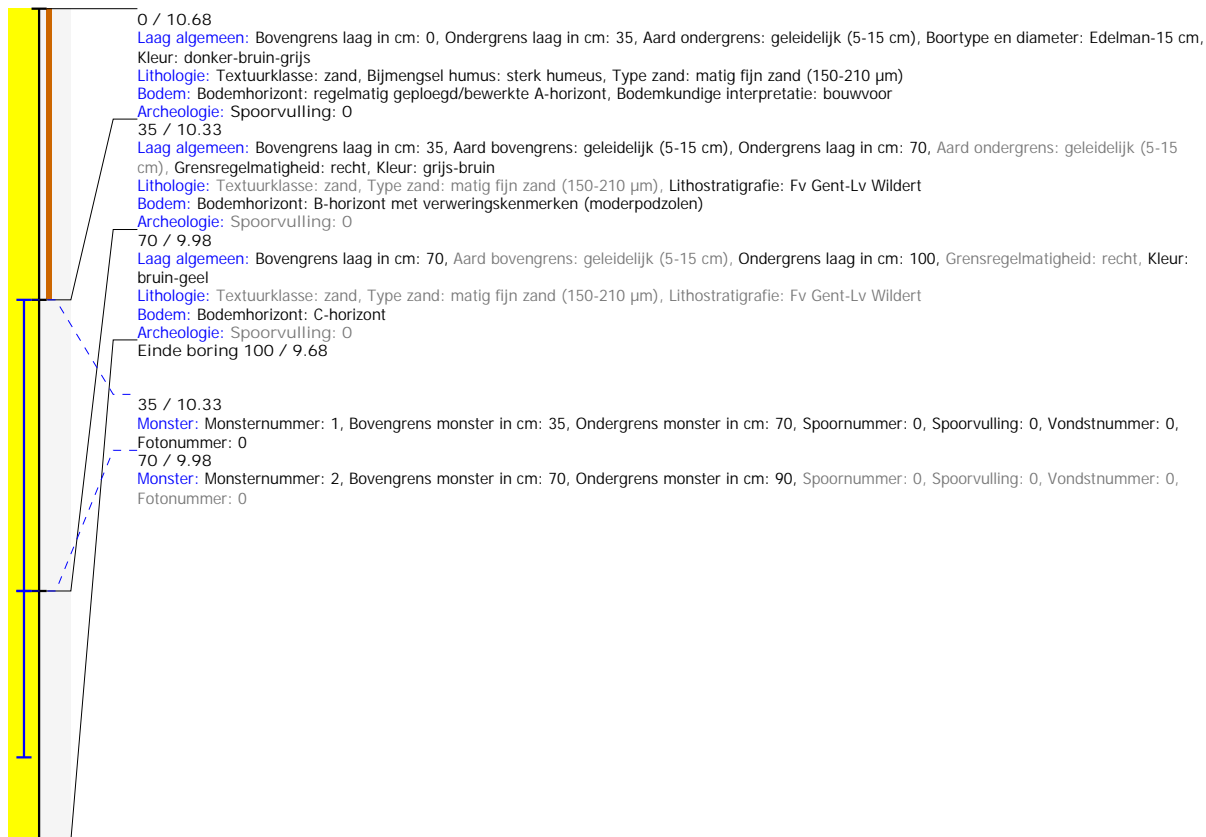 0 / 10.68
Laag algemeen: Bovengrens laag in cm: 0, Ondergrens laag in cm: 35, Aard ondergrens: geleidelijk (5-15 cm), Boortype en diameter: Edelman-15 cm,
Kleur: donker-bruin-grijs
Lithologie: Textuurklasse: zand, Bijmengsel humus: sterk humeus, Type zand: matig fijn zand (150-210 µm)
Bodem: Bodemhorizont: regelmatig geploegd/bewerkte A-horizont, Bodemkundige interpretatie: bouwvoor
Archeologie: Spoorvulling: 0
35 / 10.33
Laag algemeen: Bovengrens laag in cm: 35, Aard bovengrens: geleidelijk (5-15 cm), Ondergrens laag in cm: 70, Aard ondergrens: geleidelijk (5-15
cm), Grensregelmatigheid: recht, Kleur: grijs-bruin
Lithologie: Textuurklasse: zand, Type zand: matig fijn zand (150-210 µm), Lithostratigrafie: Fv Gent-Lv Wildert
Bodem: Bodemhorizont: B-horizont met verweringskenmerken (moderpodzolen)
Archeologie: Spoorvulling: 0
70 / 9.98
Laag algemeen: Bovengrens laag in cm: 70, Aard bovengrens: geleidelijk (5-15 cm), Ondergrens laag in cm: 100, Grensregelmatigheid: recht, Kleur:
bruin-geel
Lithologie: Textuurklasse: zand, Type zand: matig fijn zand (150-210 µm), Lithostratigrafie: Fv Gent-Lv Wildert
Bodem: Bodemhorizont: C-horizont
Archeologie: Spoorvulling: 0
Einde boring 100 / 9.68
35 / 10.33
Monster: Monsternummer: 1, Bovengrens monster in cm: 35, Ondergrens monster in cm: 70, Spoornummer: 0, Spoorvulling: 0, Vondstnummer: 0,
Fotonummer: 0
70 / 9.98
Monster: Monsternummer: 2, Bovengrens monster in cm: 70, Ondergrens monster in cm: 90, Spoornummer: 0, Spoorvulling: 0, Vondstnummer: 0,
Fotonummer: 0